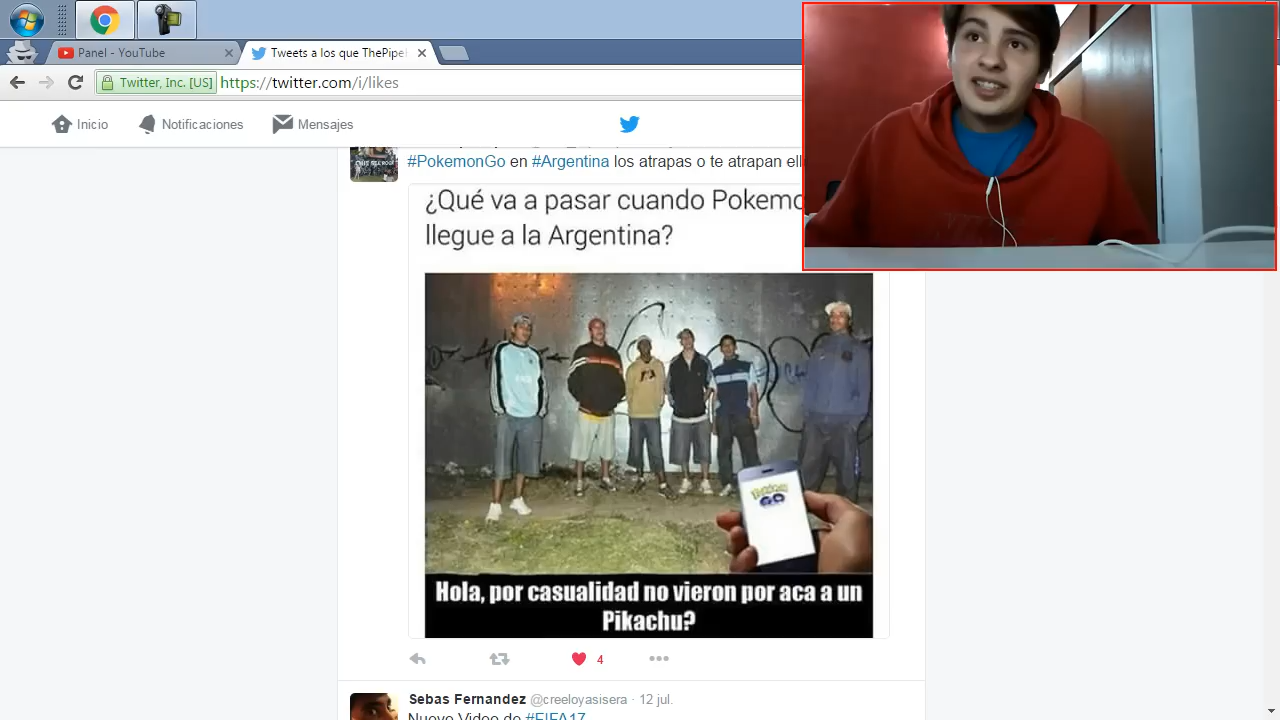 Panel - YouTube
Tweets a los que ThePipe
Twitter, Inc. [US]
https://twitter.com/i/likes
Inicio
Notificaciones
Mensajes
#PokemonGo en #Argentina los atrapas o te atrapan
¿Qué va a pasar cuando
llegue a la Argentina?
Pokémon
GO
Hola, por casualidad no vieron por aca a un
Pikachu?
4
Sebas Fernandez @creeloyasisera · 12 jul.
Nuevo Video de #FIFA17